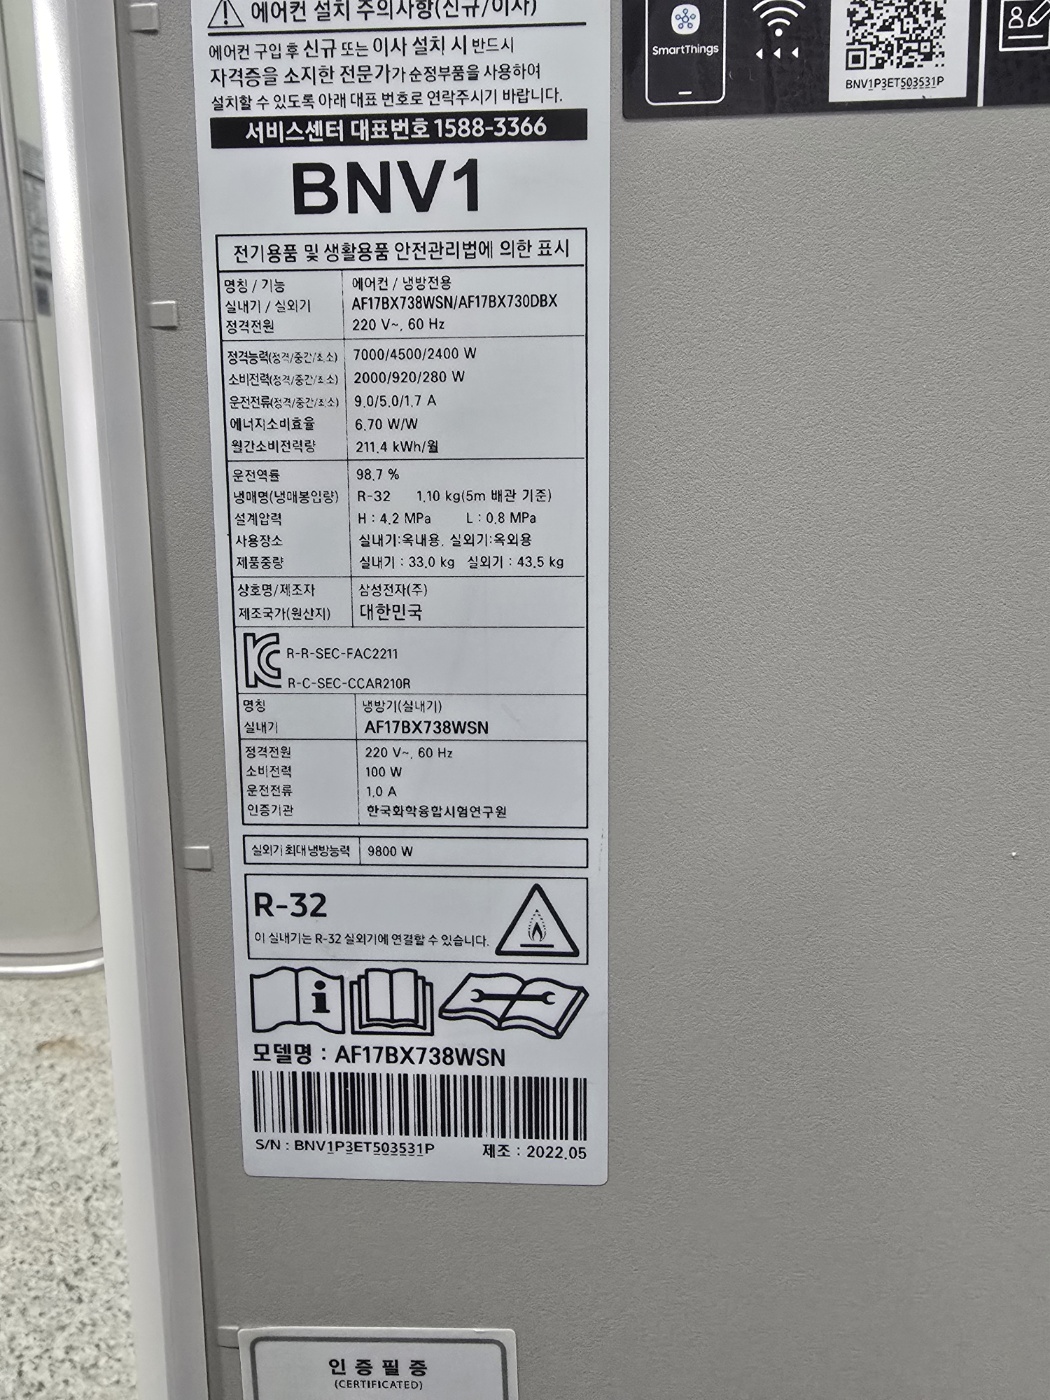 에어컨 설치 주의사항(신규/이사)
에어컨 구입 후 신규 또는 이사 설치 시 반드시
자격증을 소지한 전문가가 순정부품을 사용하여
설치할 수 있도록 아래 대표 번호로 연락주시기 바랍니다.
서비스센터 대표번호 1588-3366
BNV1
SmartThings
BNV1P3ET503531P
전기용품 및 생활용품 안전관리법에 의한 표시
명칭 / 기능 에어컨 / 냉방전용
실내기 / 실외기 AF17BX738WSN/AF17BX730DBX
정격전원 220 V~, 60 Hz
정격능력(정격/중간/최소) 7000/4500/2400 W
소비전력(정격/중간/최소) 2000/920/280 W
운전전류(정격/중간/최소) 9.0/5.0/1.7 A
에너지소비효율 6.70 W/W
월간소비전력량 211.4 kWh/월
운전역률 98.7 %
냉매명(냉매봉입량) R-32 1.10 kg(5m 배관 기준)
설계압력 H : 4.2 MPa L : 0.8 MPa
사용장소 실내기:옥내용, 실외기:옥외용
제품중량 실내기 : 33.0 kg 실외기 : 43.5 kg
상호명/제조자 삼성전자(주)
제조국가(원산지) 대한민국
R-R-SEC-FAC2211
R-C-SEC-CCAR210R
명칭 냉방기(실내기)
실내기 AF17BX738WSN
정격전원 220 V~, 60 Hz
소비전력 100 W
운전전류 1.0 A
인증기관 한국화학융합시험연구원
실외기 최대 냉방능력 9800 W
R-32
이 실내기는 R-32 실외기에 연결할 수 있습니다.
모델명 : AF17BX738WSN
S/N : BNV1P3ET503531P 제조 : 2022.05
인증필증
(CERTIFICATED)